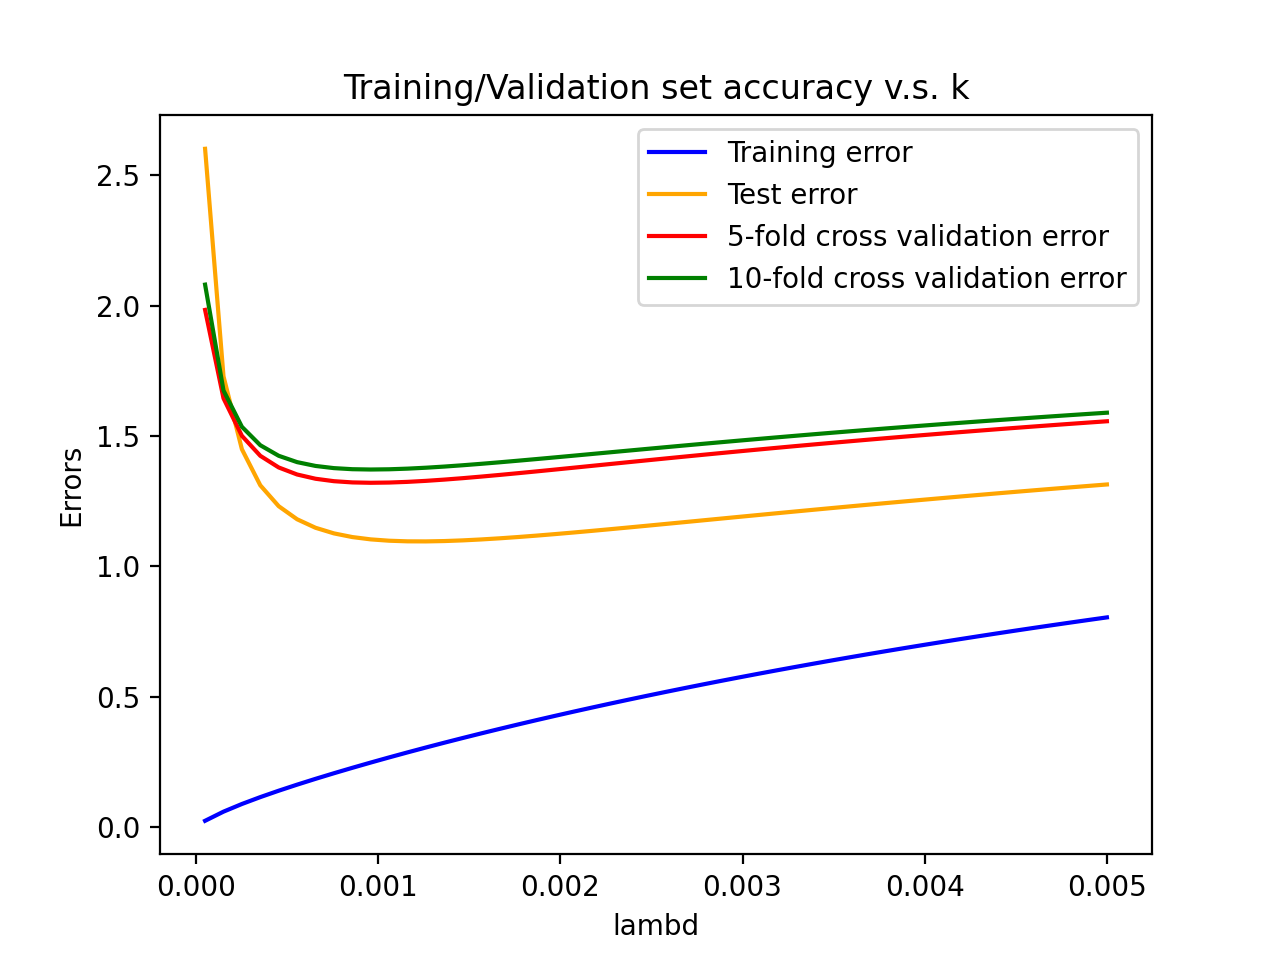 Training/Validation set accuracy v.s. k
Training error
Test error
5-fold cross validation error
10-fold cross validation error
2.5
2.0
1.5
1.0
0.5
0.0
Errors
0.000 0.001 0.002 0.003 0.004 0.005
lambd